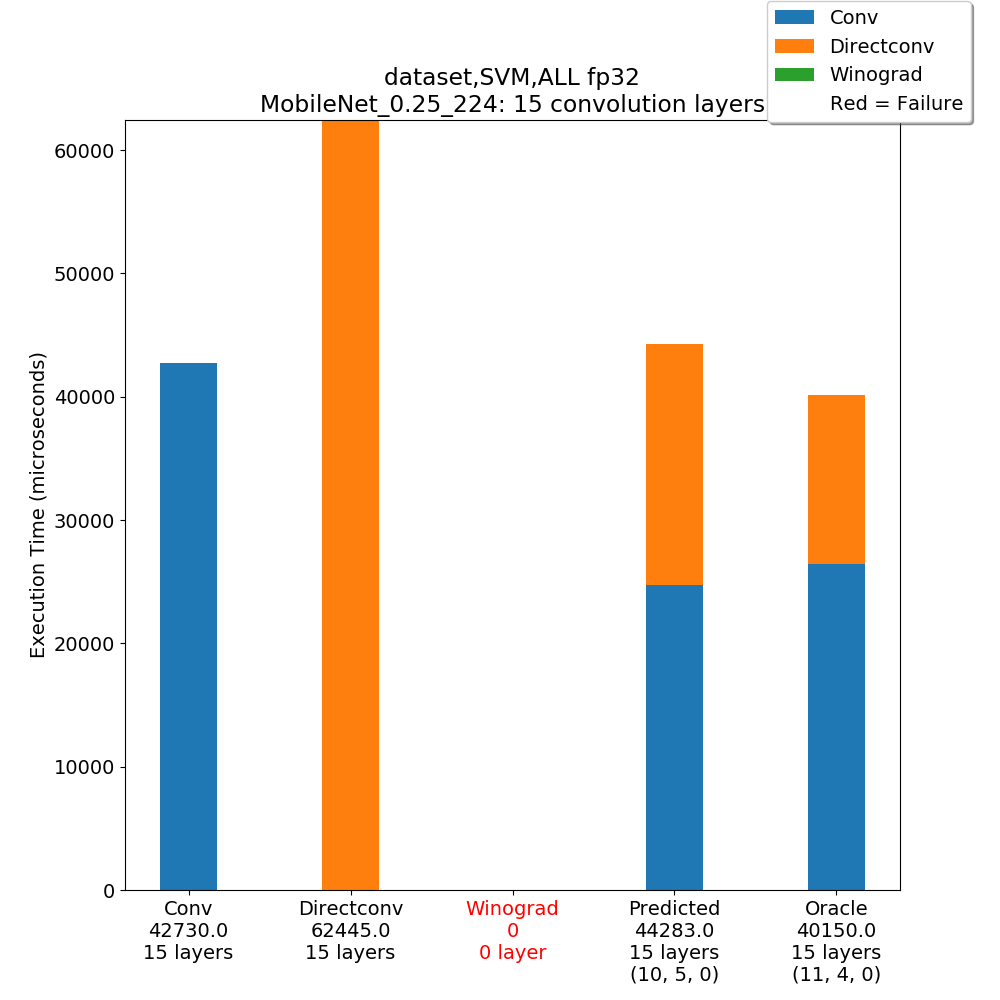 Conv
Directconv
Winograd
Red = Failure
dataset,SVM,ALL fp32
MobileNet_0.25_224: 15 convolution layers
Execution Time (microseconds)
60000
50000
40000
30000
20000
10000
0
Conv
42730.0
15 layers
Directconv
62445.0
15 layers
Winograd
0
0 layer
Predicted
44283.0
15 layers
(10, 5, 0)
Oracle
40150.0
15 layers
(11, 4, 0)